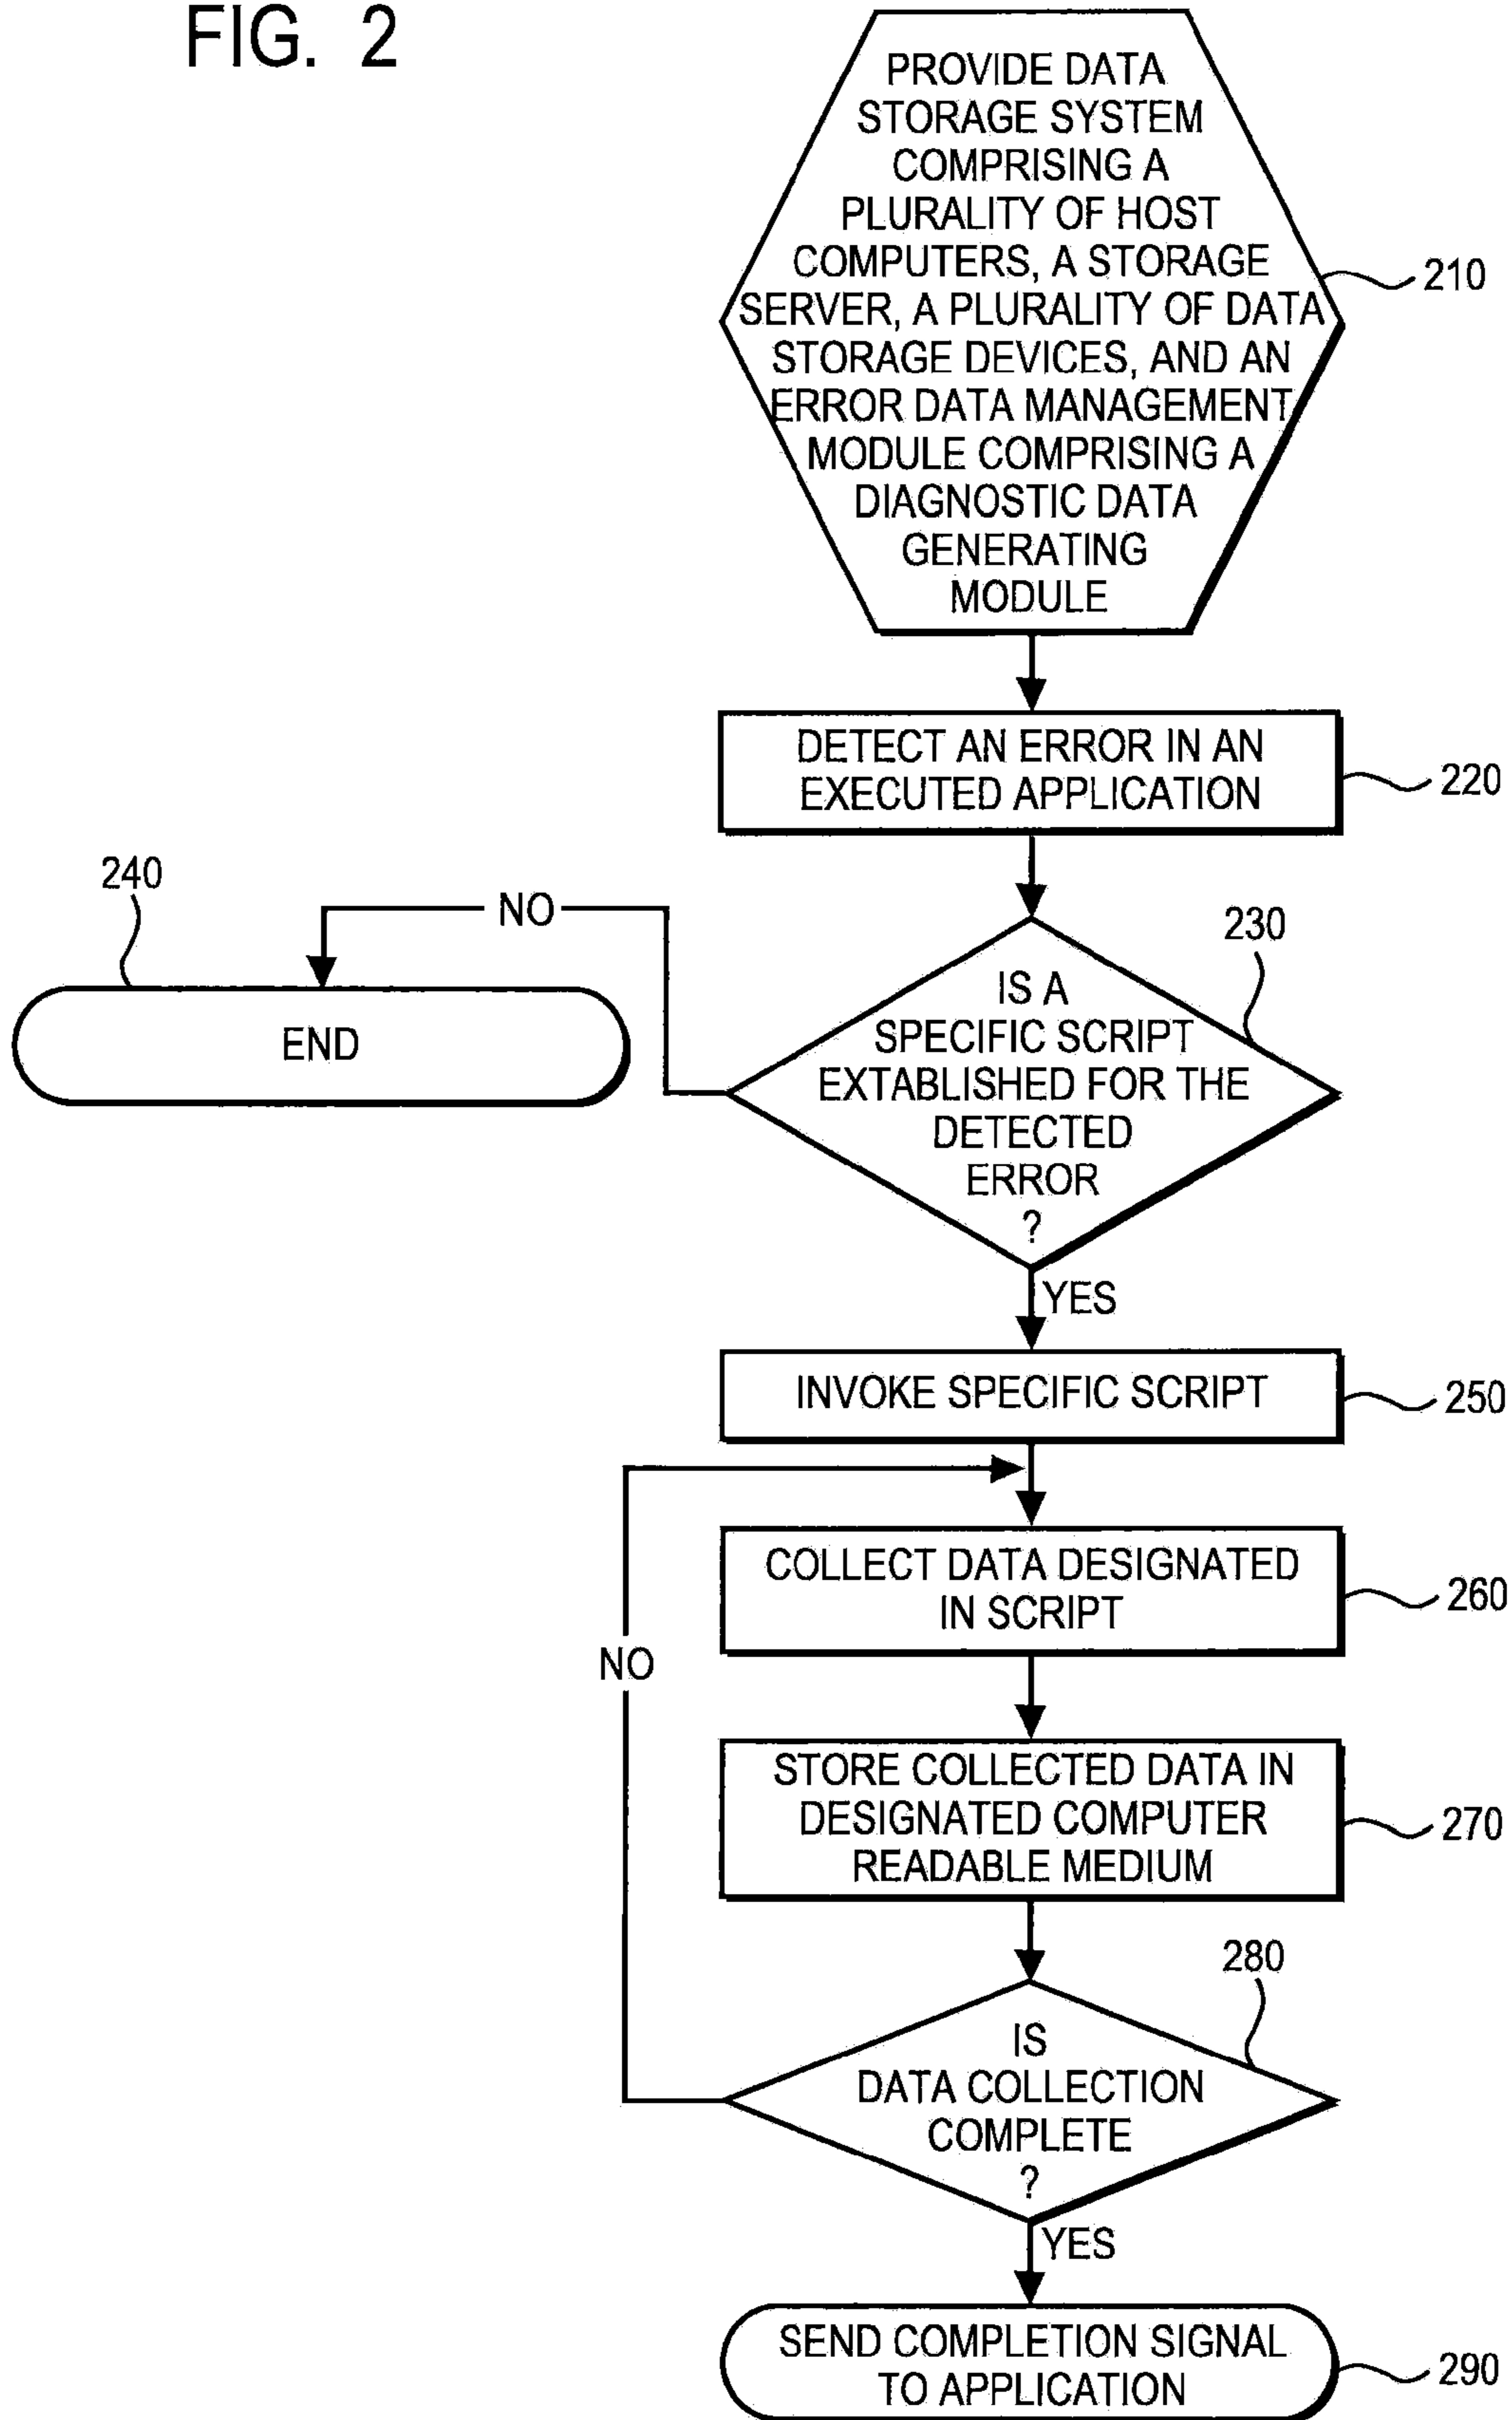 FIG. 2
PROVIDE DATA
STORAGE SYSTEM
COMPRISING A
PLURALITY OF HOST
COMPUTERS, A STORAGE
SERVER, A PLURALITY OF DATA
STORAGE DEVICES, AND AN
ERROR DATA MANAGEMENT
MODULE COMPRISING A
DIAGNOSTIC DATA
GENERATING
MODULE
210
DETECT AN ERROR IN AN
EXECUTED APPLICATION
220
240
NO
230
END
IS A
SPECIFIC SCRIPT
EXTABLISHED FOR THE
DETECTED
ERROR
?
YES
INVOKE SPECIFIC SCRIPT
250
COLLECT DATA DESIGNATED
IN SCRIPT
260
NO
STORE COLLECTED DATA IN
DESIGNATED COMPUTER
READABLE MEDIUM
270
280
IS
DATA COLLECTION
COMPLETE
?
YES
SEND COMPLETION SIGNAL
TO APPLICATION
290